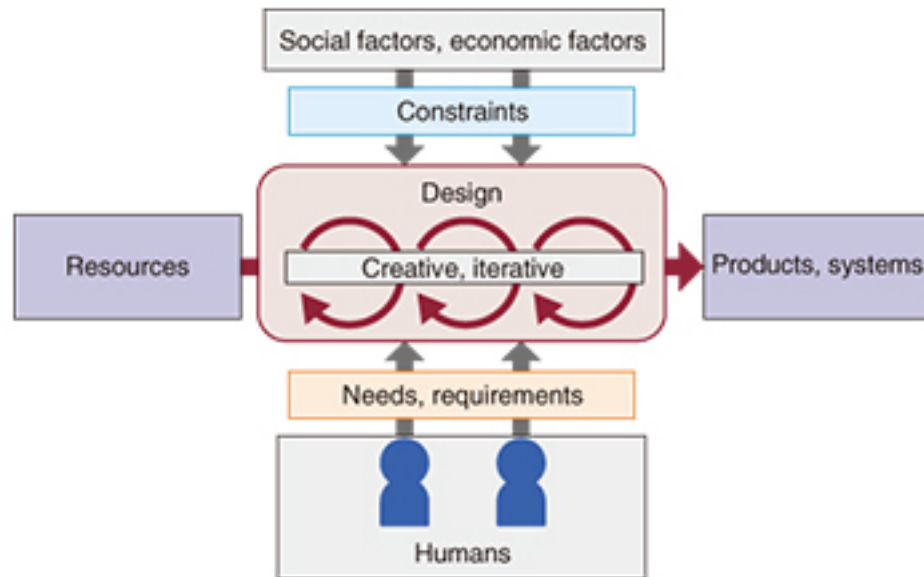 Social factors, economic factors
Constraints
Design
Resources
Creative, iterative
Products, systems
Needs, requirements
Humans